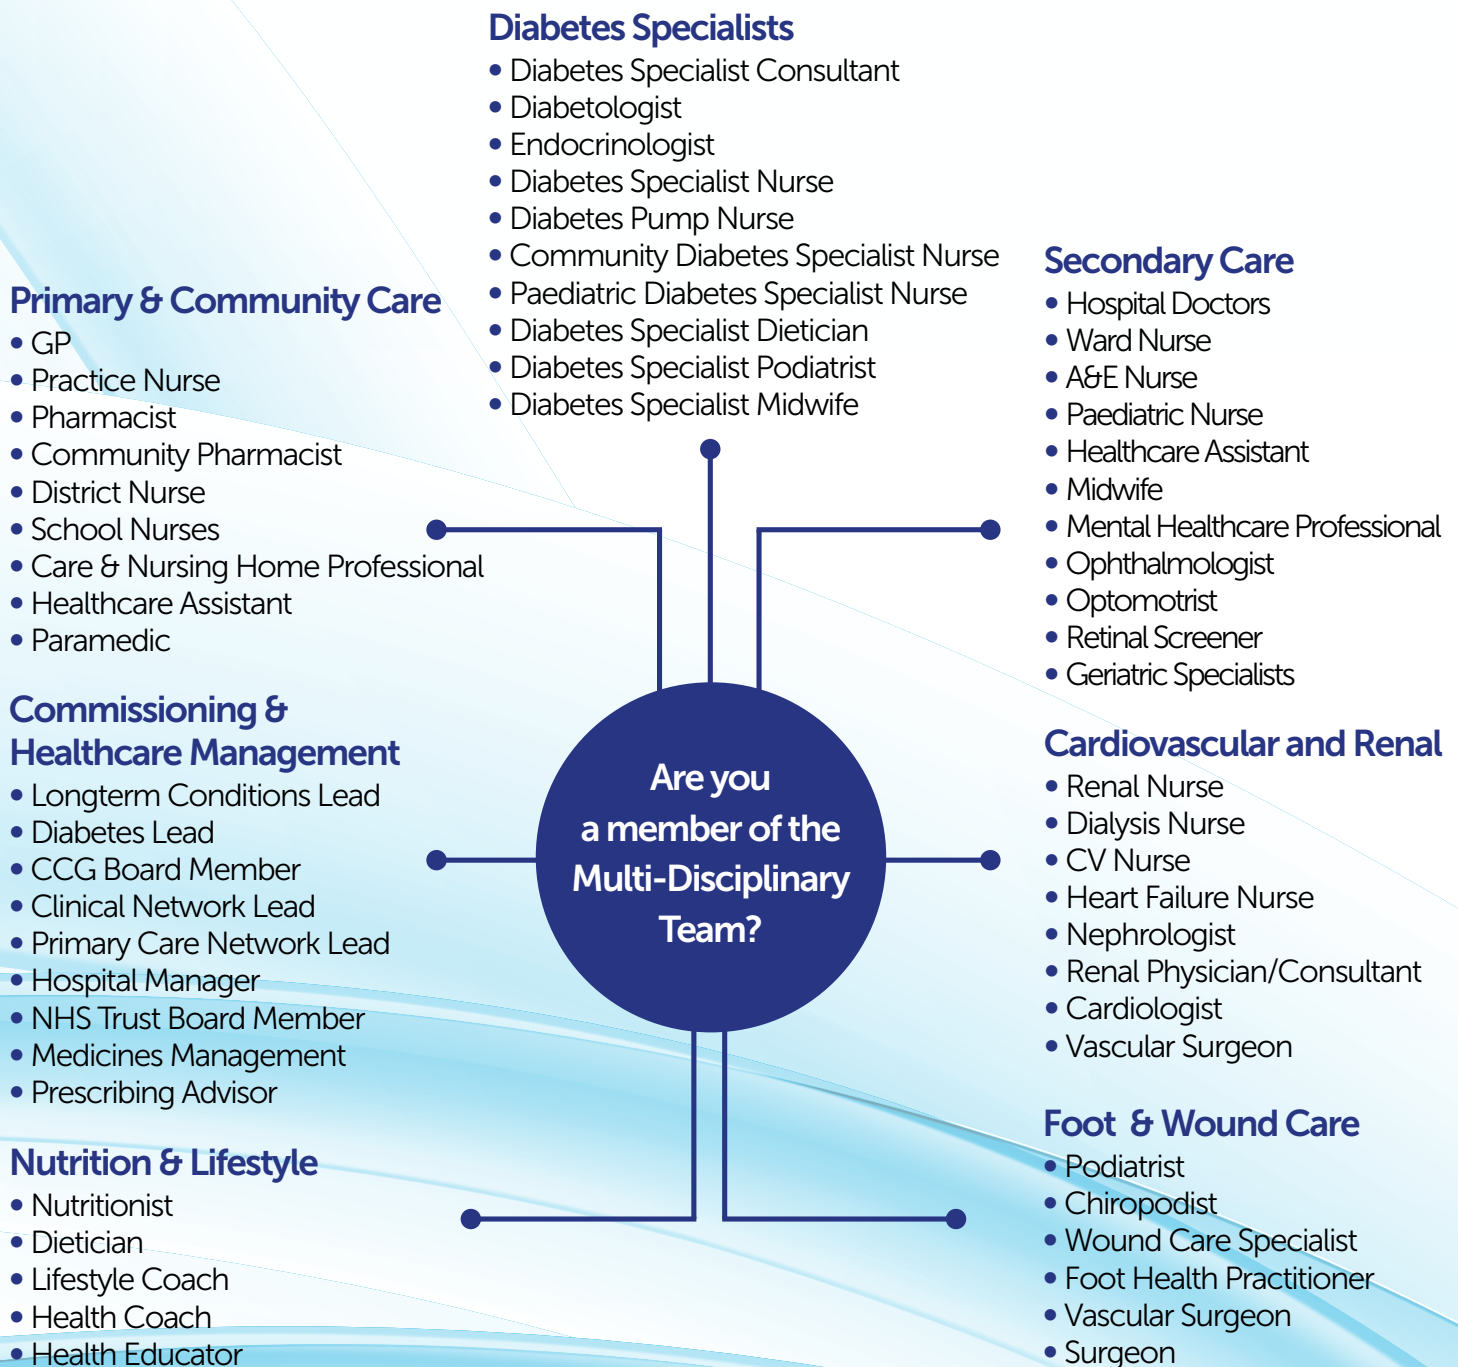 Diabetes Specialists
• Diabetes Specialist Consultant
• Diabetologist
• Endocrinologist
• Diabetes Specialist Nurse
• Diabetes Pump Nurse
• Community Diabetes Specialist Nurse
• Paediatric Diabetes Specialist Nurse
• Diabetes Specialist Dietician
• Diabetes Specialist Podiatrist
• Diabetes Specialist Midwife
Primary & Community Care
• GP
• Practice Nurse
• Pharmacist
• Community Pharmacist
• District Nurse
• School Nurses
• Care & Nursing Home Professional
• Healthcare Assistant
• Paramedic
Secondary Care
• Hospital Doctors
• Ward Nurse
• A&E Nurse
• Paediatric Nurse
• Healthcare Assistant
• Midwife
• Mental Healthcare Professional
• Ophthalmologist
• Optomotrist
• Retinal Screener
• Geriatric Specialists
Commissioning &
Healthcare Management
• Longterm Conditions Lead
• Diabetes Lead
• CCG Board Member
• Clinical Network Lead
• Primary Care Network Lead
• Hospital Manager
• NHS Trust Board Member
• Medicines Management
• Prescribing Advisor
Are you
a member of the
Multi-Disciplinary
Team?
Cardiovascular and Renal
• Renal Nurse
• Dialysis Nurse
• CV Nurse
• Heart Failure Nurse
• Nephrologist
• Renal Physician/Consultant
• Cardiologist
• Vascular Surgeon
Nutrition & Lifestyle
• Nutritionist
• Dietician
• Lifestyle Coach
• Health Coach
• Health Educator
Foot & Wound Care
• Podiatrist
• Chiropodist
• Wound Care Specialist
• Foot Health Practitioner
• Vascular Surgeon
• Surgeon